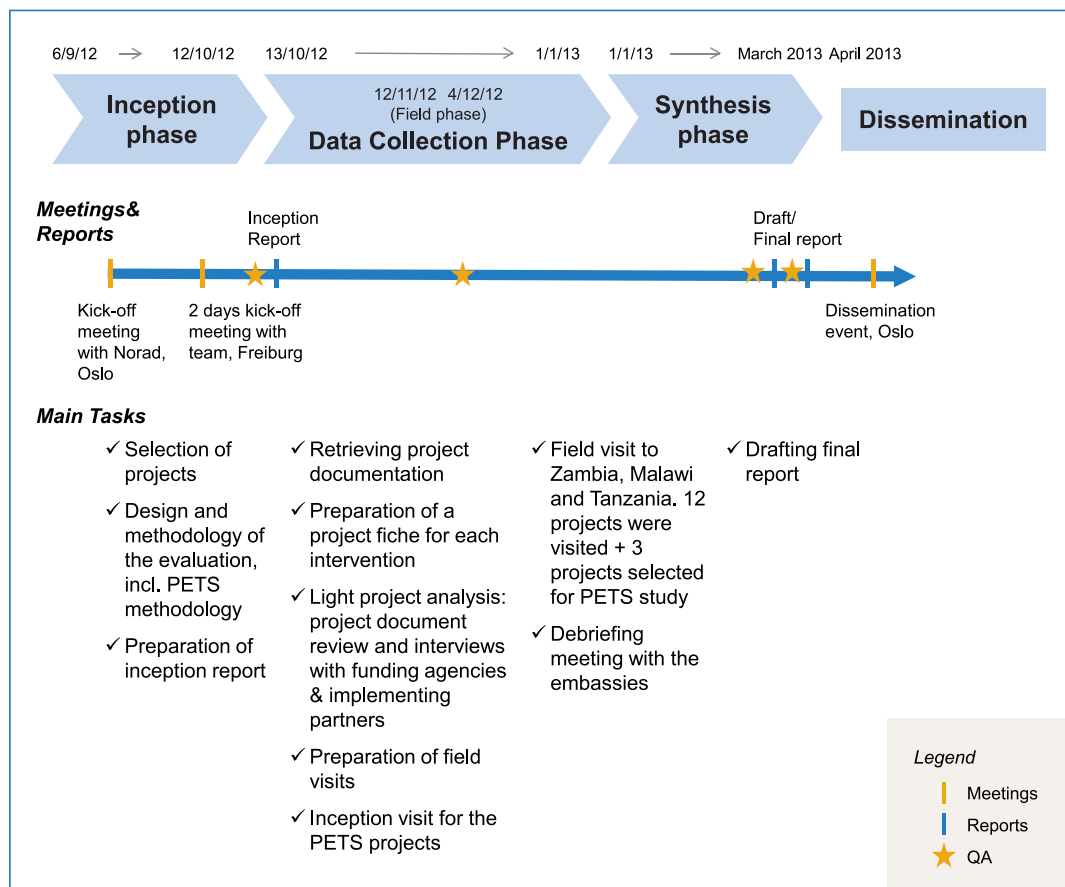 6/9/12 12/10/12 13/10/12 1/1/13 1/1/13 March 2013 April 2013
Inception
phase
12/11/12 4/12/12
(Field phase)
Data Collection Phase
Synthesis
phase
Dissemination
Meetings&
Reports
Inception
Report
Draft/
Final report
Kick-off
meeting
with Norad,
Oslo
2 days kick-off
meeting with
team, Freiburg
Dissemination
event, Oslo
Main Tasks
✓ Selection of
projects
✓ Design and
methodology of
the evaluation,
incl. PETS
methodology
✓ Preparation of
inception report
✓ Retrieving project
documentation
✓ Preparation of a
project fiche for each
intervention
✓ Light project analysis:
project document
review and interviews
with funding agencies
& implementing
partners
✓ Preparation of field
visits
✓ Inception visit for the
PETS projects
✓ Field visit to
Zambia, Malawi
and Tanzania. 12
projects were
visited + 3
projects selected
for PETS study
✓ Debriefing
meeting with the
embassies
✓ Drafting final
report
Legend
Meetings
Reports
QA